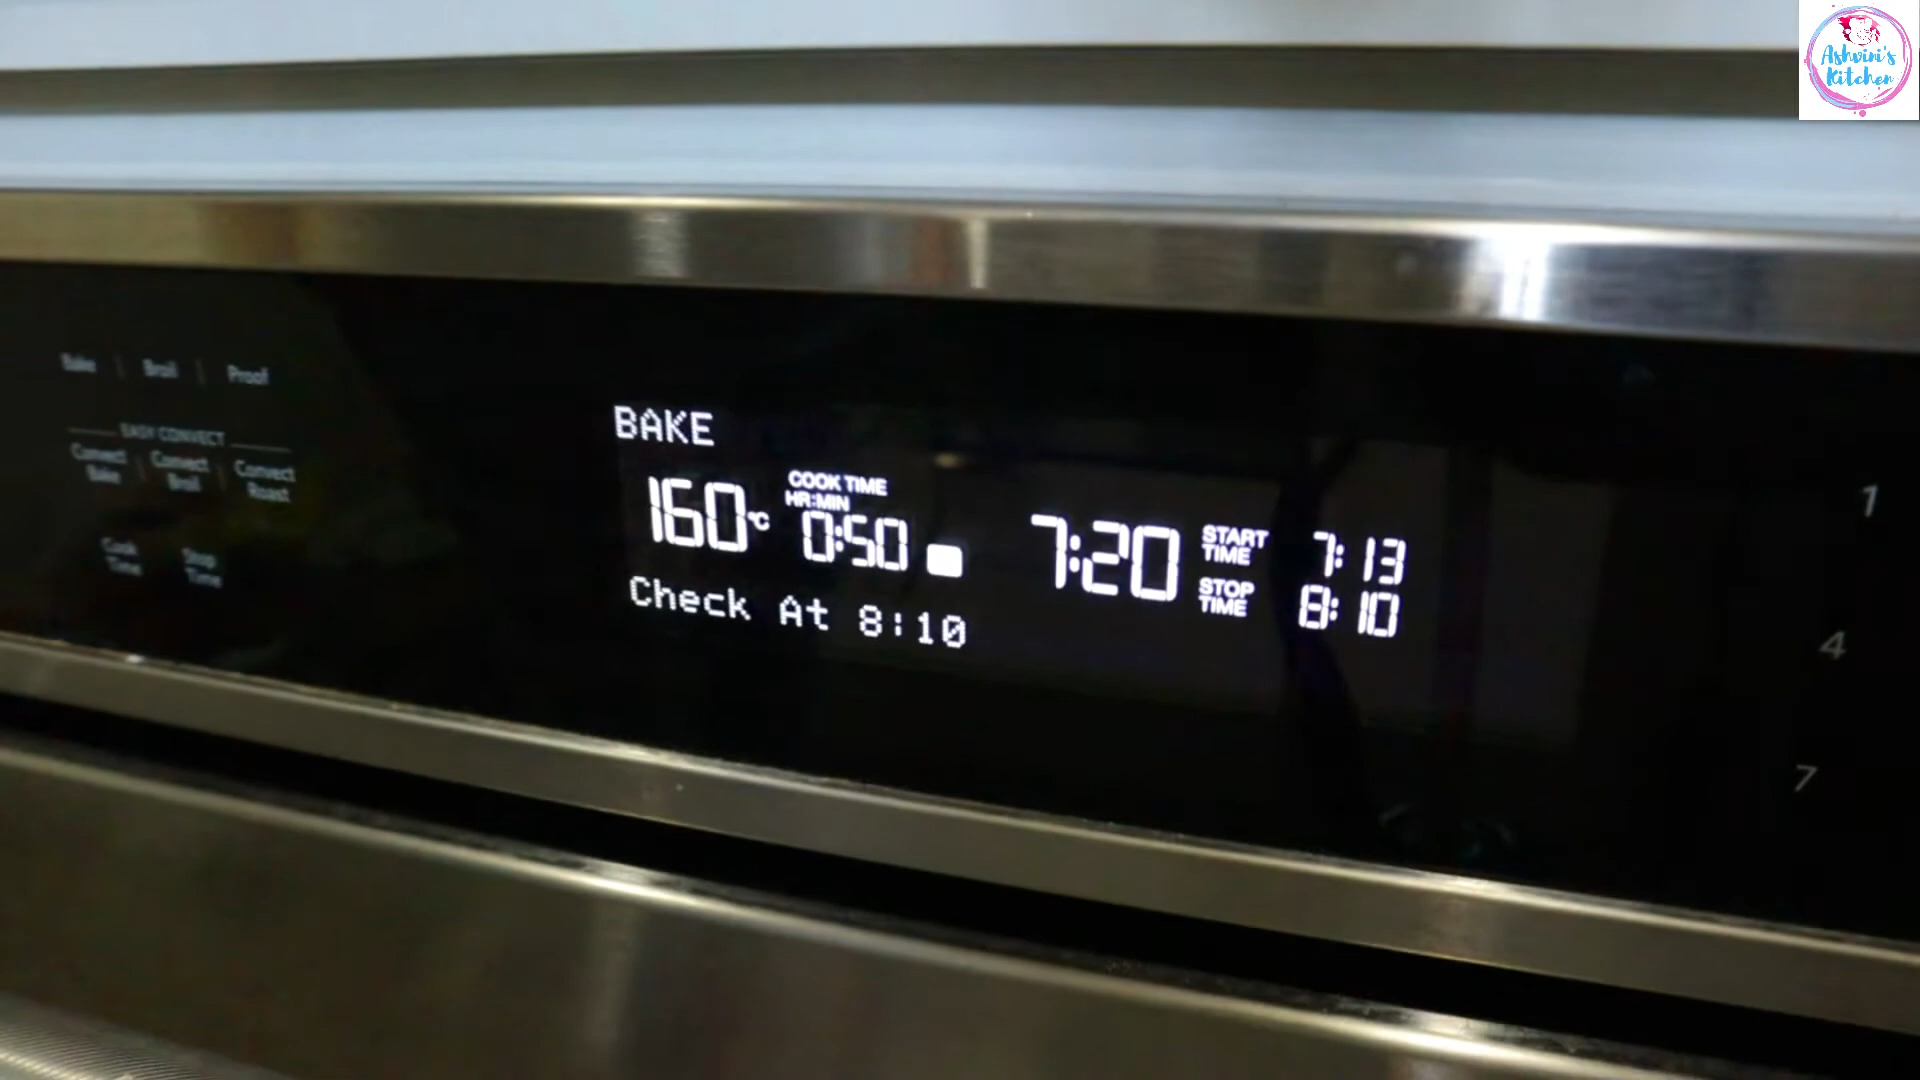 Ashvini's
Kitchen
Bake | Broil | Proof
EASY CONVECT
Convect Bake | Convect Broil | Convect Roast
Cook Time
Stop Time
BAKE
160°C
COOK TIME
HR:MIN
0:50
Check At 8:10
7:20
START TIME 7:13
STOP TIME 8:10
1
4
7